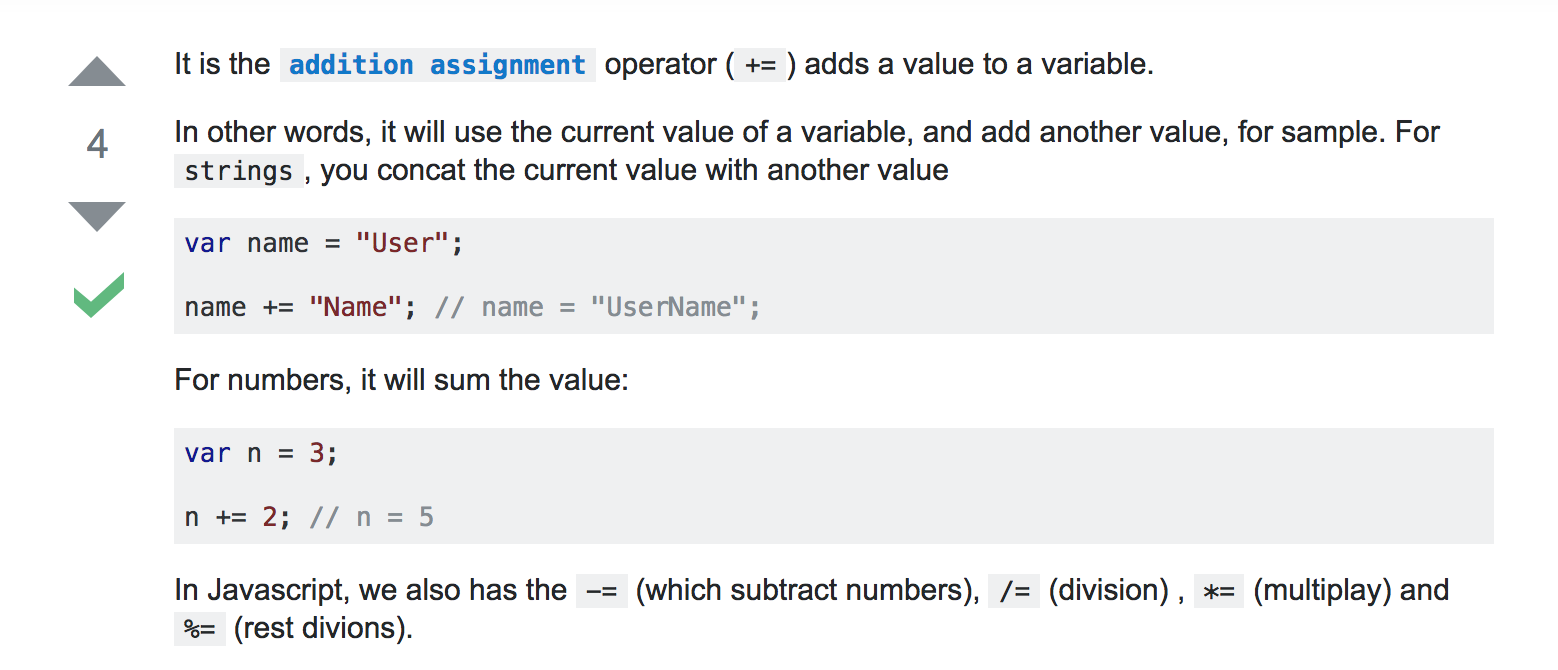 It is the addition assignment operator ( += ) adds a value to a variable.
4
In other words, it will use the current value of a variable, and add another value, for sample. For
strings , you concat the current value with another value
var name = "User";
name += "Name"; // name = "UserName";
For numbers, it will sum the value:
var n = 3;
n += 2; // n = 5
In Javascript, we also has the -= (which subtract numbers), /= (division) , *= (multiplay) and
%= (rest divions).